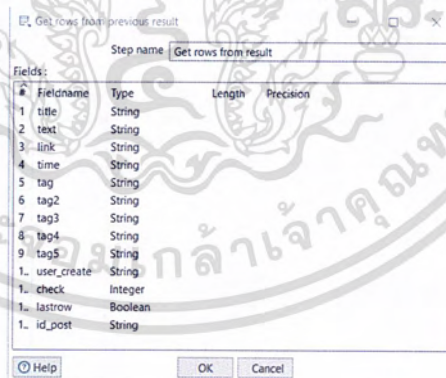 Get rows from previous result
Step name Get rows from result
Fields :
# Fieldname Type Length Precision
1 title String
2 text String
3 link String
4 time String
5 tag String
6 tag2 String
7 tag3 String
8 tag4 String
9 tag5 String
1.. user_create String
1.. check Integer
1.. lastrow Boolean
1.. id_post String
Help OK Cancel